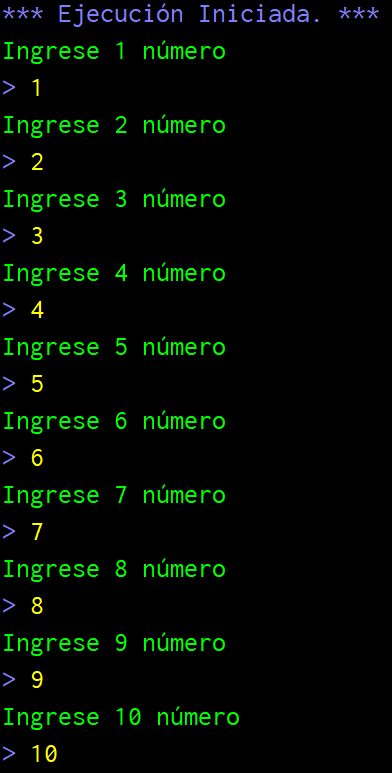 *** Ejecución Iniciada. ***
Ingrese 1 número
> 1
Ingrese 2 número
> 2
Ingrese 3 número
> 3
Ingrese 4 número
> 4
Ingrese 5 número
> 5
Ingrese 6 número
> 6
Ingrese 7 número
> 7
Ingrese 8 número
> 8
Ingrese 9 número
> 9
Ingrese 10 número
> 10